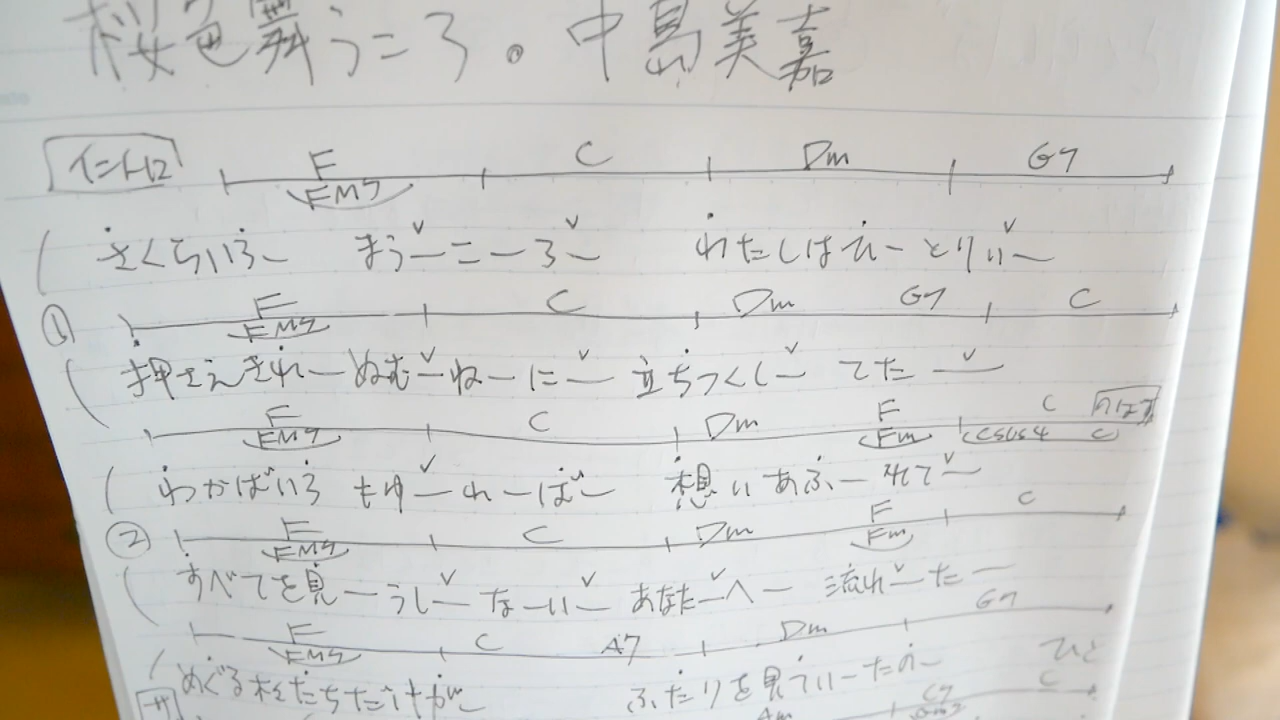 桜色舞うころ。中島美嘉
イントロ F C Dm G7
FM7
さくらいろー まうーこーろー わたしはひーとりいー
① F C Dm G7 C
FM7
押さえきれーぬむーねーに ー 立ちつくしー てた ー
F C Dm F C
FM7 Fm Csus4 C
わかばいろ もゆーれーばー 想いあふーれてー
② F C Dm F C
FM7 Fm
すべてを見ーうしーなーいー あなたーへー 流れーたー
F C A7 Dm G7
FM7
めぐる木々たちだけがー ふたりを見ていーたのー ひと
サ Am C7 C